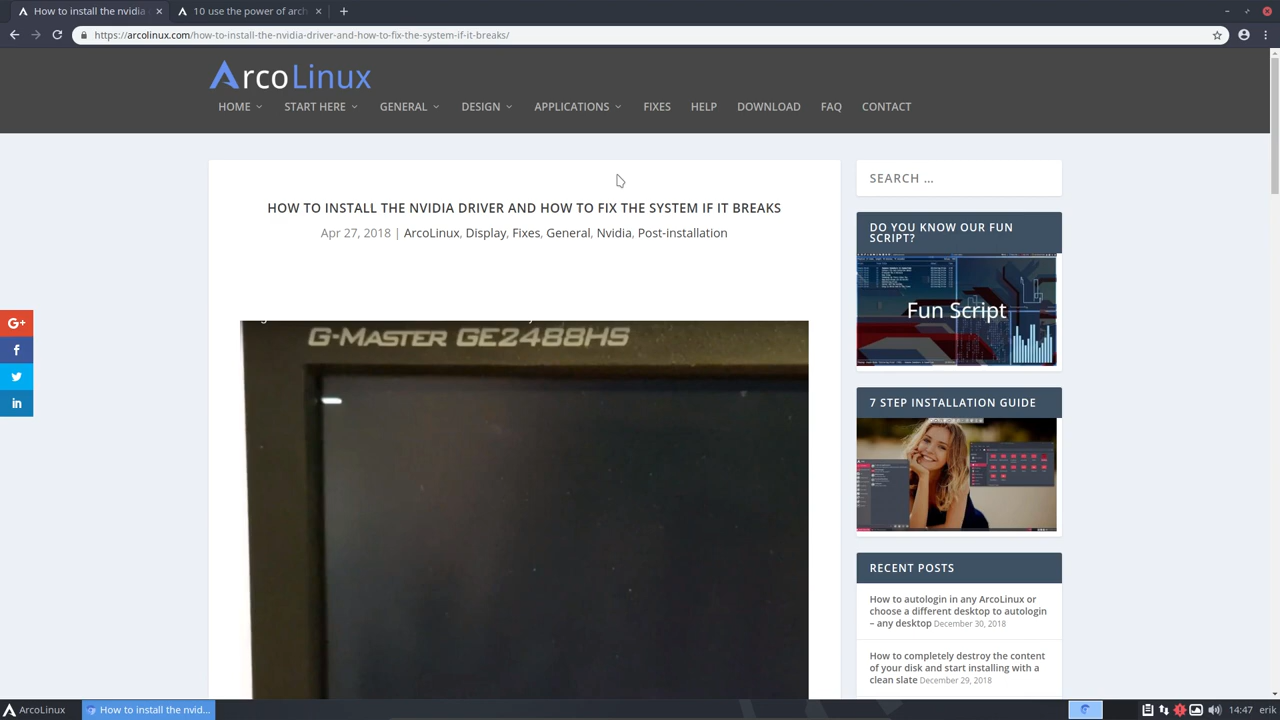 How to install the nvidia
10 use the power of arch
https://arcolinux.com/how-to-install-the-nvidia-driver-and-how-to-fix-the-system-if-it-breaks/
ArcoLinux
HOME
START HERE
GENERAL
DESIGN
APPLICATIONS
FIXES
HELP
DOWNLOAD
FAQ
CONTACT
HOW TO INSTALL THE NVIDIA DRIVER AND HOW TO FIX THE SYSTEM IF IT BREAKS
Apr 27, 2018 | ArcoLinux, Display, Fixes, General, Nvidia, Post-installation
G-MASTER GE2488HS
SEARCH …
DO YOU KNOW OUR FUN
SCRIPT?
Fun Script
7 STEP INSTALLATION GUIDE
RECENT POSTS
How to autologin in any ArcoLinux or
choose a different desktop to autologin
– any desktop December 30, 2018
How to completely destroy the content
of your disk and start installing with a
clean slate December 29, 2018
G+
f
in
ArcoLinux
How to install the nvid...
14:47
erik